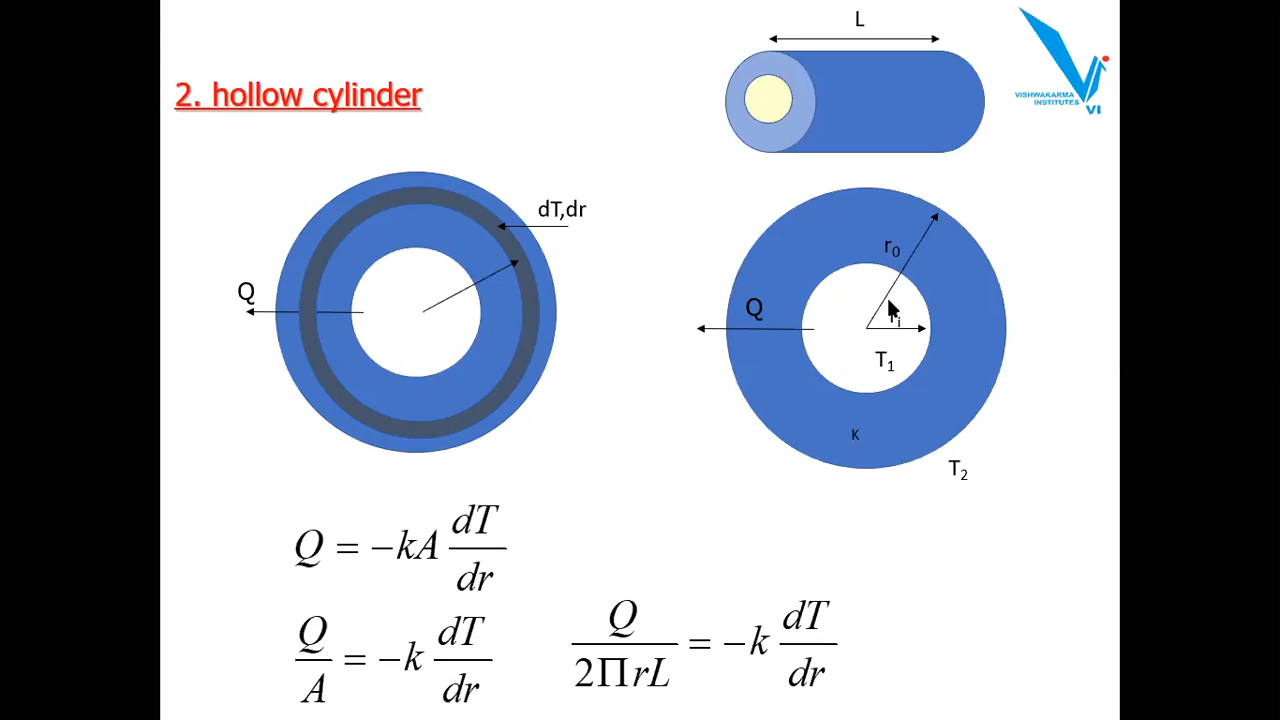 L
VISHWAKARMA
INSTITUTES
VI
2. hollow cylinder
dT,dr
Q
r₀
Q
rᵢ
T₁
K
T₂
Q = −kA dT/dr
Q/A = −k dT/dr
Q/2ΠrL = −k dT/dr